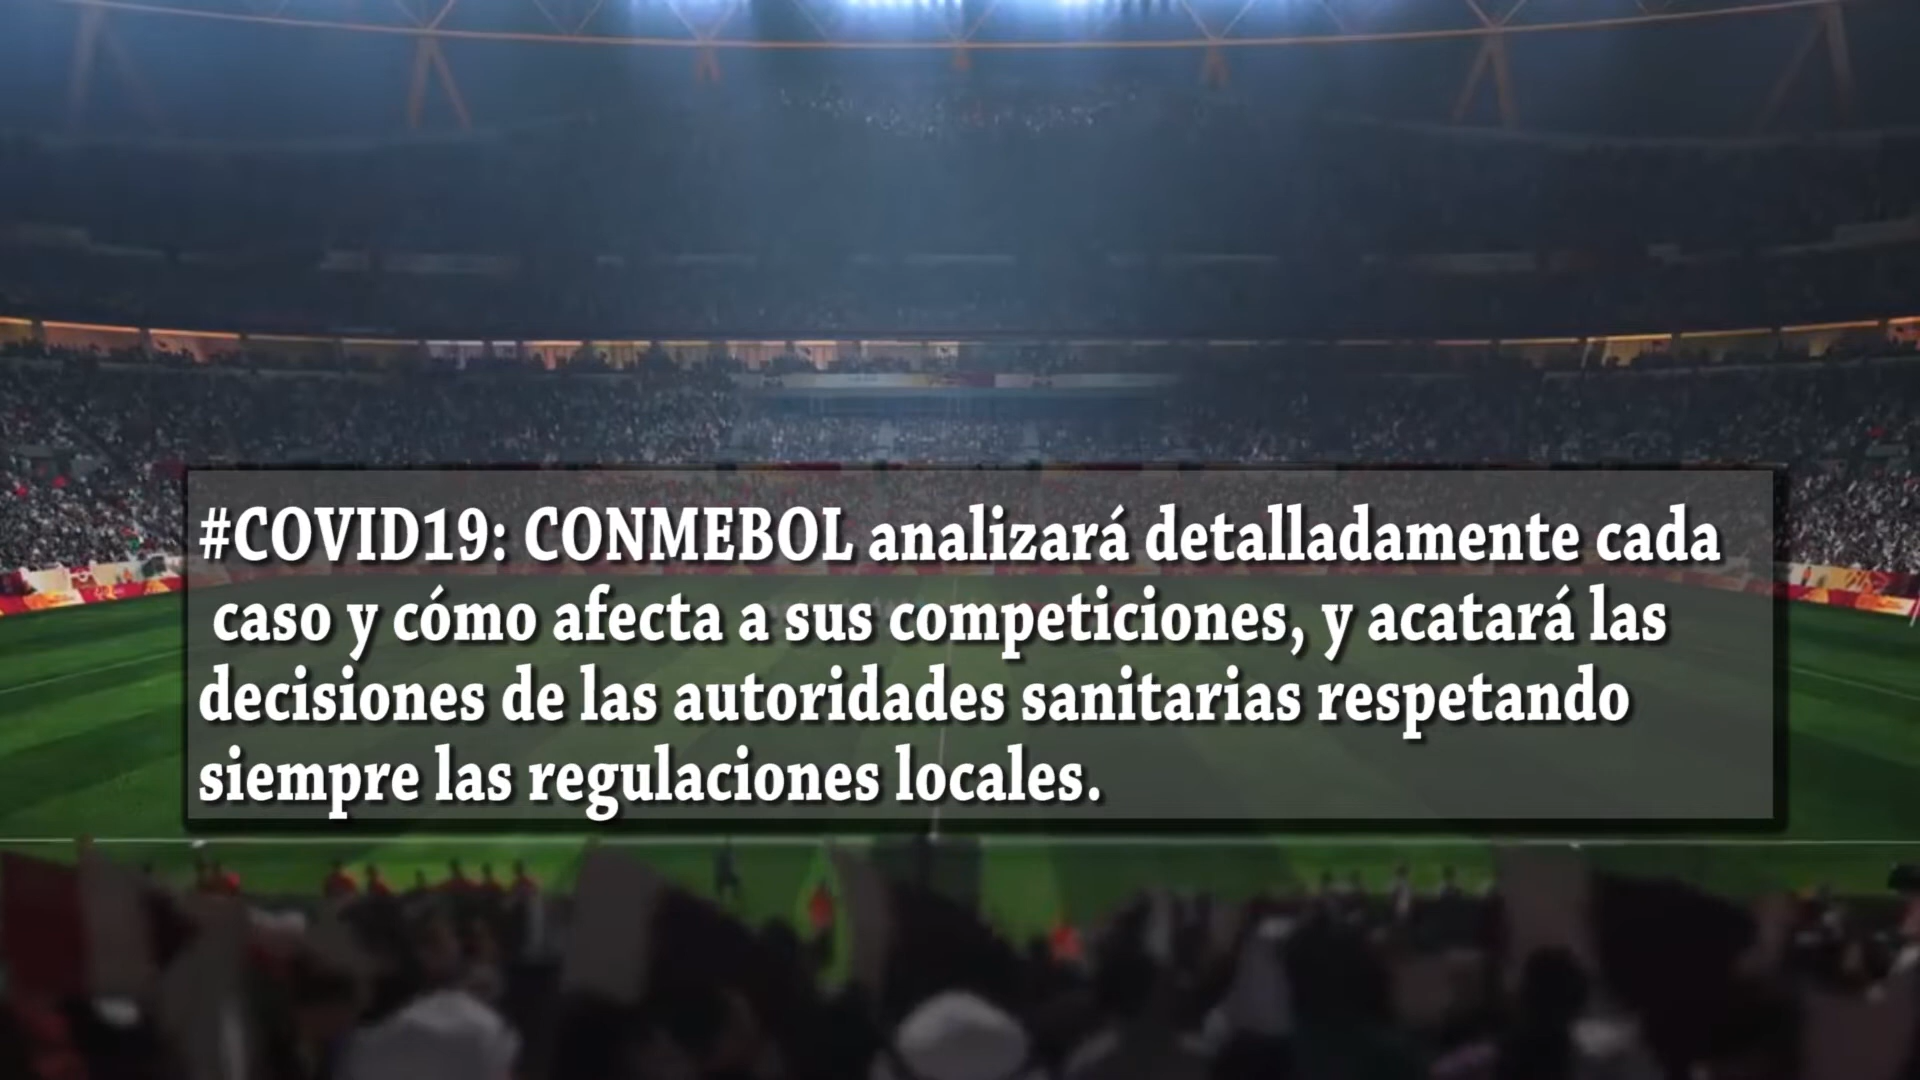 #COVID19: CONMEBOL analizará detalladamente cada
caso y cómo afecta a sus competiciones, y acatará las
decisiones de las autoridades sanitarias respetando
siempre las regulaciones locales.